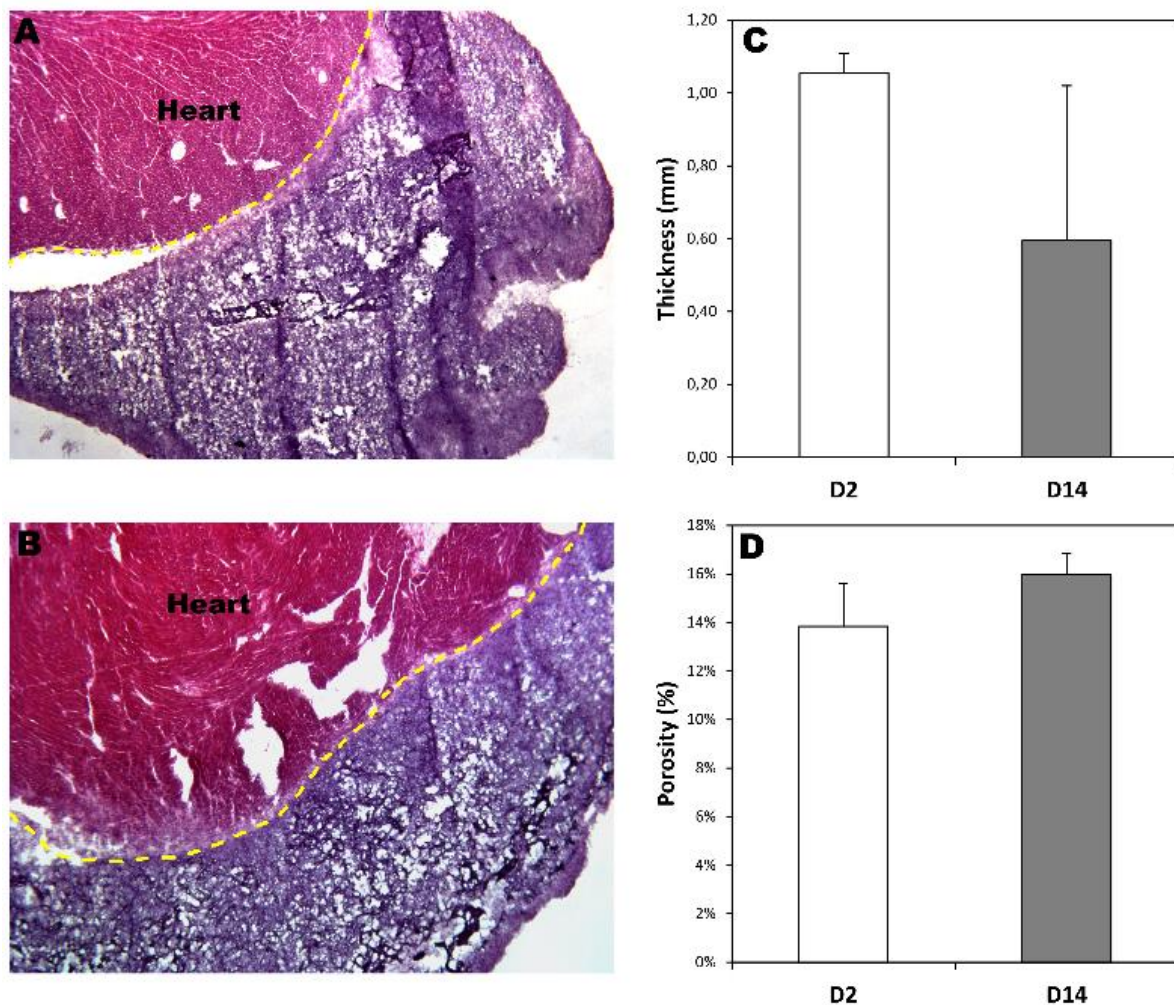 A
Heart
B
Heart
C
Thickness (mm)
1,20
1,00
0,80
0,60
0,40
0,20
0,00
D2 D14
D
Porosity (%)
18%
16%
14%
12%
10%
8%
6%
4%
2%
0%
D2 D14